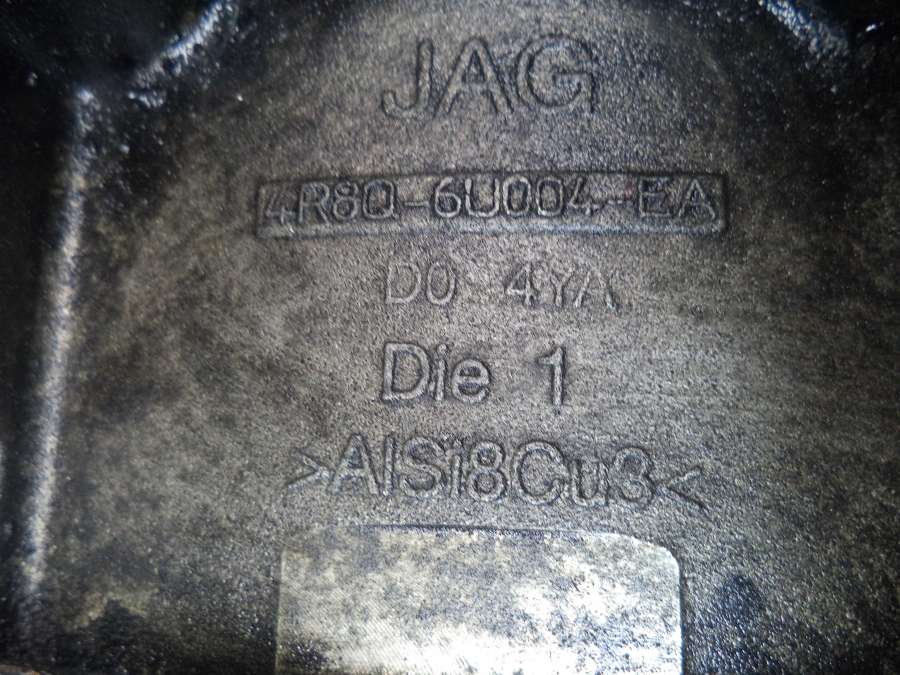 JAG
4R8Q-6U004-EA
D0 4YA
Die 1
>AlSi8Cu3<